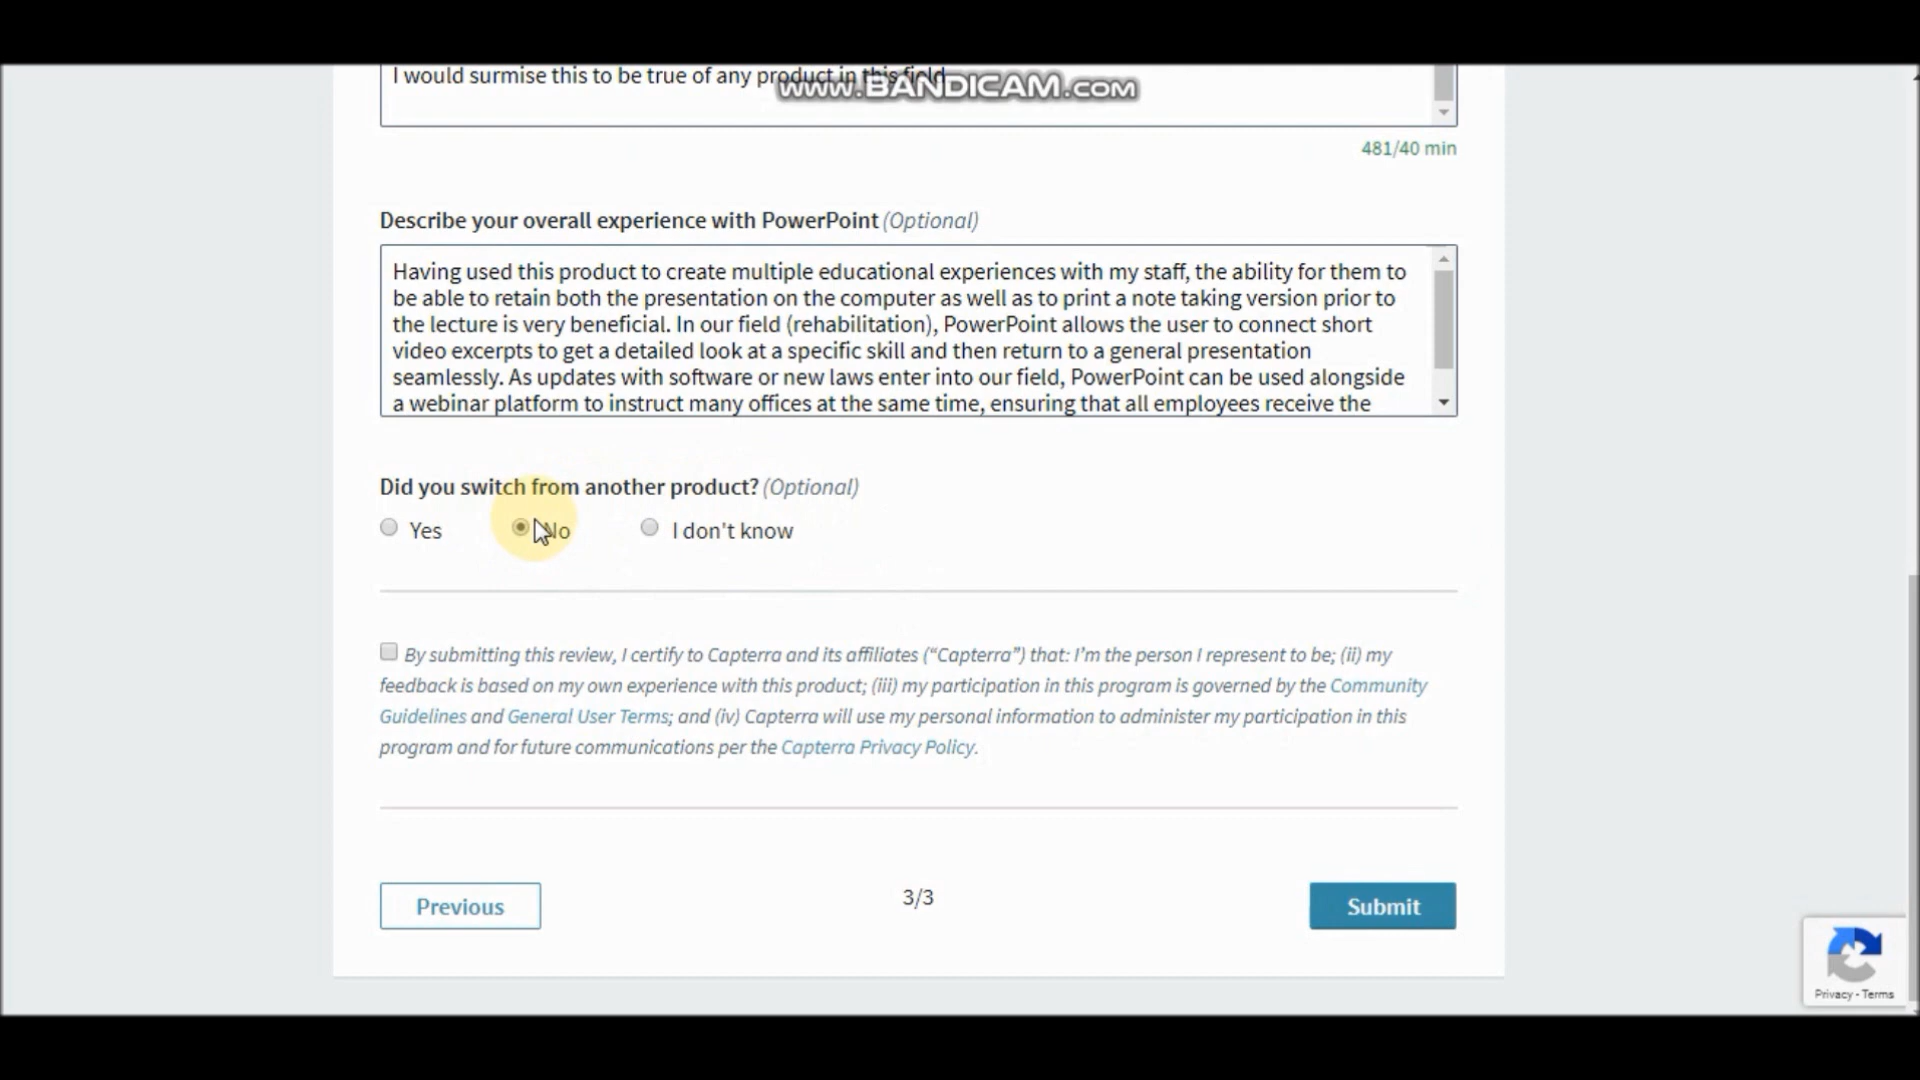 I would surmise this to be true of any product in this field
www.BANDICAM.com
481/40 min
Describe your overall experience with PowerPoint (Optional)
Having used this product to create multiple educational experiences with my staff, the ability for them to
be able to retain both the presentation on the computer as well as to print a note taking version prior to
the lecture is very beneficial. In our field (rehabilitation), PowerPoint allows the user to connect short
video excerpts to get a detailed look at a specific skill and then return to a general presentation
seamlessly. As updates with software or new laws enter into our field, PowerPoint can be used alongside
a webinar platform to instruct many offices at the same time, ensuring that all employees receive the
Did you switch from another product? (Optional)
Yes No I don't know
By submitting this review, I certify to Capterra and its affiliates (“Capterra”) that: I’m the person I represent to be; (ii) my
feedback is based on my own experience with this product; (iii) my participation in this program is governed by the Community
Guidelines and General User Terms; and (iv) Capterra will use my personal information to administer my participation in this
program and for future communications per the Capterra Privacy Policy.
Previous 3/3 Submit
Privacy - Terms